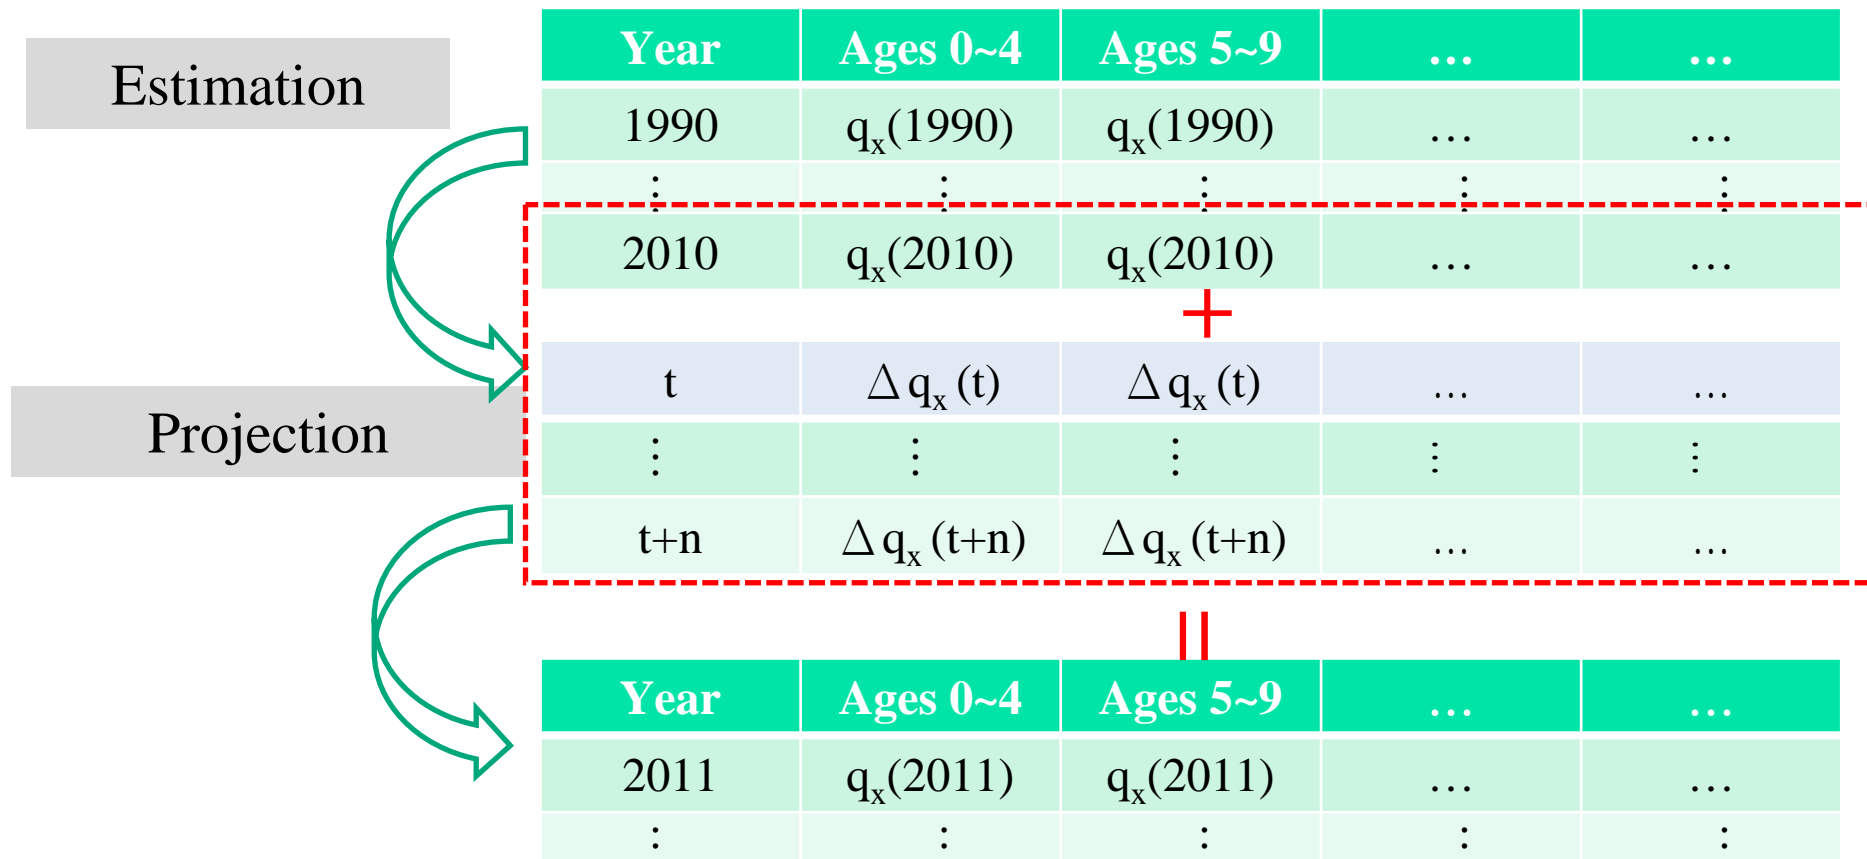 Estimation
Year Ages 0~4 Ages 5~9 … …
1990 qₓ(1990) qₓ(1990) … …
⋮ ⋮ ⋮ ⋮ ⋮
2010 qₓ(2010) qₓ(2010) … …
+
t Δqₓ(t) Δqₓ(t) … …
Projection
⋮ ⋮ ⋮ ⋮ ⋮
t+n Δqₓ(t+n) Δqₓ(t+n) … …
||
Year Ages 0~4 Ages 5~9 … …
2011 qₓ(2011) qₓ(2011) … …
⋮ ⋮ ⋮ ⋮ ⋮